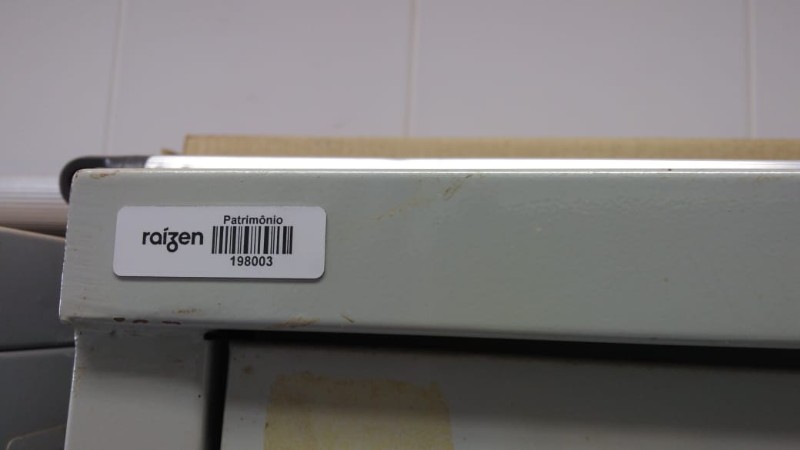 Patrimônio
raízen
198003